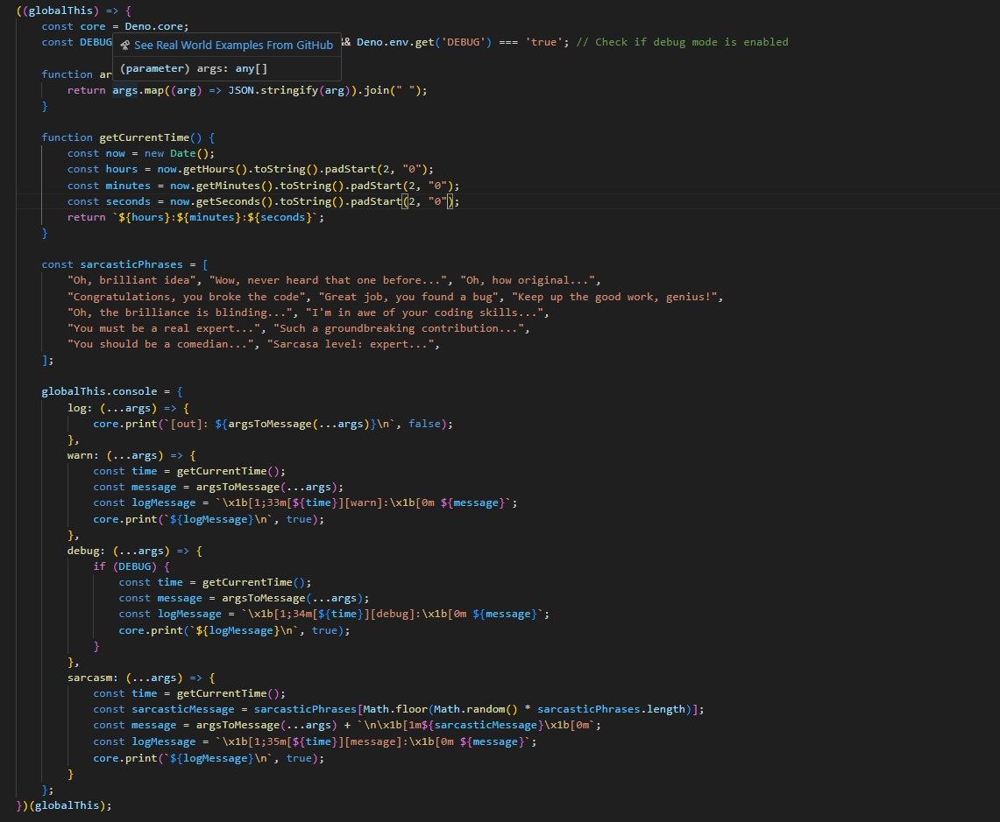 ((globalThis) => {
const core = Deno.core;
const DEBUG && Deno.env.get('DEBUG') === 'true'; // Check if debug mode is enabled
See Real World Examples From GitHub
(parameter) args: any[]
function ar
return args.map((arg) => JSON.stringify(arg)).join(" ");
}
function getCurrentTime() {
const now = new Date();
const hours = now.getHours().toString().padStart(2, "0");
const minutes = now.getMinutes().toString().padStart(2, "0");
const seconds = now.getSeconds().toString().padStart(2, "0");
return `${hours}:${minutes}:${seconds}`;
}
const sarcasticPhrases = [
"Oh, brilliant idea", "Wow, never heard that one before...", "Oh, how original...",
"Congratulations, you broke the code", "Great job, you found a bug", "Keep up the good work, genius!",
"Oh, the brilliance is blinding...", "I'm in awe of your coding skills...",
"You must be a real expert...", "Such a groundbreaking contribution...",
"You should be a comedian...", "Sarcasa level: expert...",
];
globalThis.console = {
log: (...args) => {
core.print(`[out]: ${argsToMessage(...args)}\n`, false);
},
warn: (...args) => {
const time = getCurrentTime();
const message = argsToMessage(...args);
const logMessage = `\x1b[1;33m[${time}][warn]:\x1b[0m ${message}`;
core.print(`${logMessage}\n`, true);
},
debug: (...args) => {
if (DEBUG) {
const time = getCurrentTime();
const message = argsToMessage(...args);
const logMessage = `\x1b[1;34m[${time}][debug]:\x1b[0m ${message}`;
core.print(`${logMessage}\n`, true);
}
},
sarcasm: (...args) => {
const time = getCurrentTime();
const sarcasticMessage = sarcasticPhrases[Math.floor(Math.random() * sarcasticPhrases.length)];
const message = argsToMessage(...args) + `\n\x1b[1m${sarcasticMessage}\x1b[0m`;
const logMessage = `\x1b[1;35m[${time}][message]:\x1b[0m ${message}`;
core.print(`${logMessage}\n`, true);
}
};
})(globalThis);